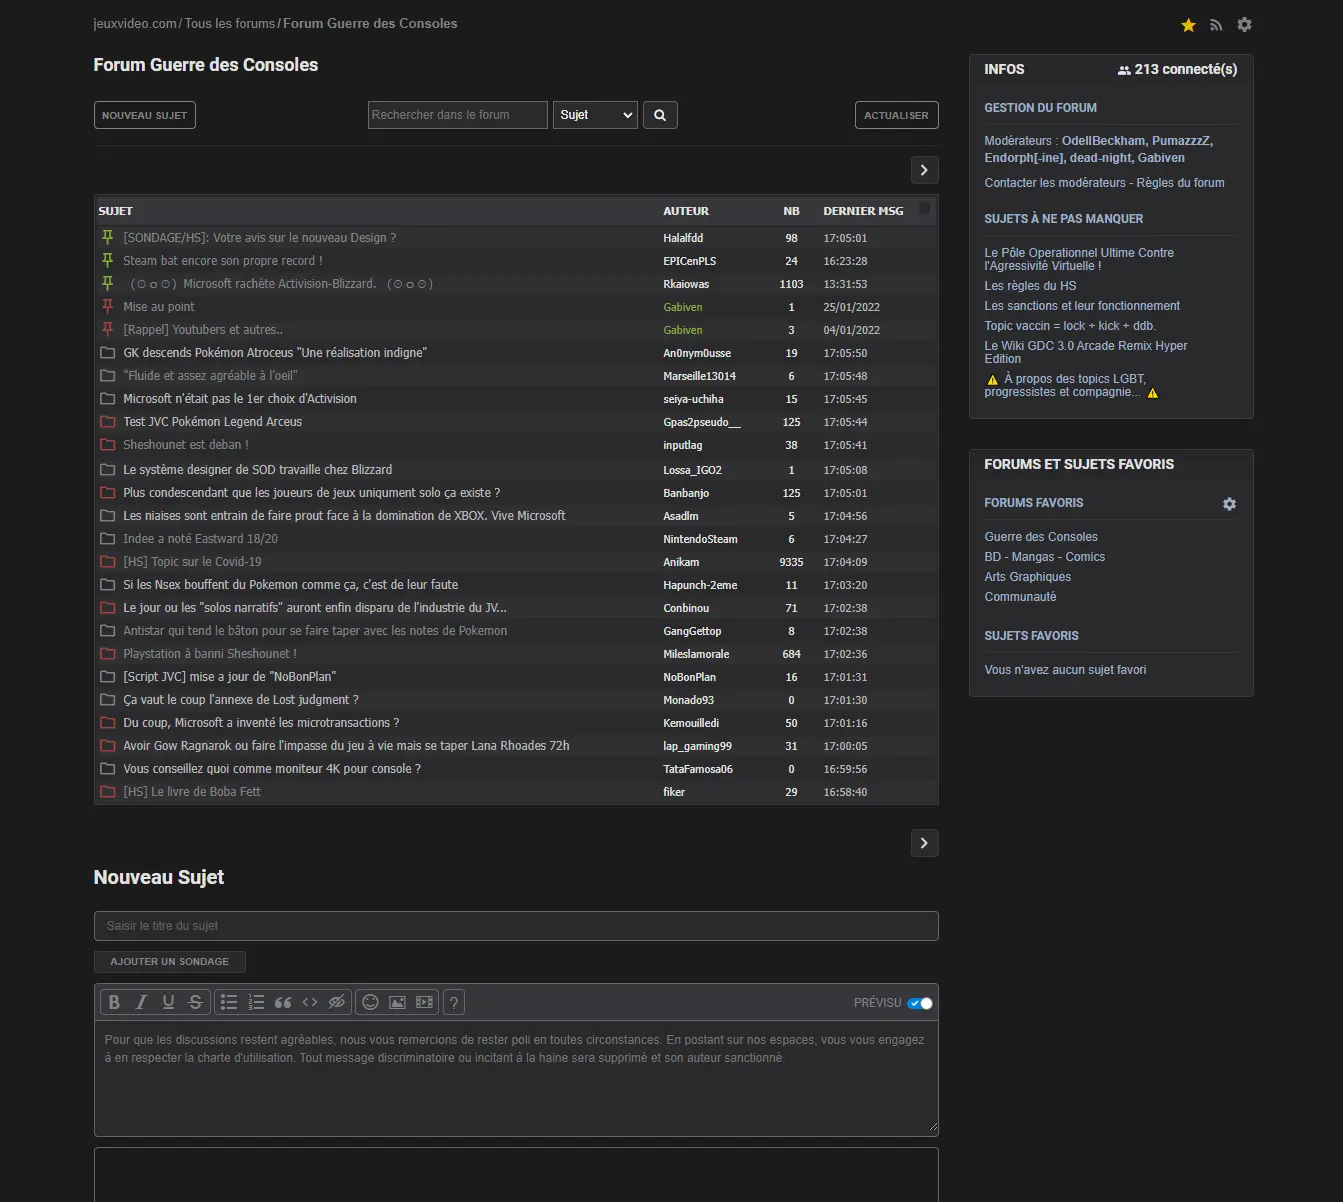 jeuxvideo.com / Tous les forums / Forum Guerre des Consoles
Forum Guerre des Consoles
NOUVEAU SUJET
Rechercher dans le forum
Sujet
ACTUALISER
SUJET AUTEUR NB DERNIER MSG
[SONDAGE/HS]: Votre avis sur le nouveau Design ? Halalfdd 98 17:05:01
Steam bat encore son propre record ! EPICenPLS 24 16:23:28
(⊙o⊙) Microsoft rachète Activision-Blizzard. (⊙o⊙) Rkaiowas 1103 13:31:53
Mise au point Gabiven 1 25/01/2022
[Rappel] Youtubers et autres.. Gabiven 3 04/01/2022
GK descends Pokémon Atroceus "Une réalisation indigne" An0nym0usse 19 17:05:50
"Fluide et assez agréable à l'oeil" Marseille13014 6 17:05:48
Microsoft n'était pas le 1er choix d'Activision seiya-uchiha 15 17:05:45
Test JVC Pokémon Legend Arceus Gpas2pseudo__ 125 17:05:44
Sheshounet est deban ! inputlag 38 17:05:41
Le système designer de SOD travaille chez Blizzard Lossa_IGO2 1 17:05:08
Plus condescendant que les joueurs de jeux uniqument solo ça existe ? Banbanjo 125 17:05:01
Les niaises sont entrain de faire prout face à la domination de XBOX. Vive Microsoft Asadlm 5 17:04:56
Indee a noté Eastward 18/20 NintendoSteam 6 17:04:27
[HS] Topic sur le Covid-19 Anikam 9335 17:04:09
Si les Nsex bouffent du Pokemon comme ça, c'est de leur faute Hapunch-2eme 11 17:03:20
Le jour ou les "solos narratifs" auront enfin disparu de l'industrie du JV... Conbinou 71 17:02:38
Antistar qui tend le bâton pour se faire taper avec les notes de Pokemon GangGettop 8 17:02:38
Playstation à banni Sheshounet ! Mileslamorale 684 17:02:36
[Script JVC] mise a jour de "NoBonPlan" NoBonPlan 16 17:01:31
Ça vaut le coup l'annexe de Lost judgment ? Monado93 0 17:01:30
Du coup, Microsoft a inventé les microtransactions ? Kemouilledi 50 17:01:16
Avoir Gow Ragnarok ou faire l'impasse du jeu à vie mais se taper Lana Rhoades 72h lap_gaming99 31 17:00:05
Vous conseillez quoi comme moniteur 4K pour console ? TataFamosa06 0 16:59:56
[HS] Le livre de Boba Fett fiker 29 16:58:40
Nouveau Sujet
Saisir le titre du sujet
AJOUTER UN SONDAGE
B I U S ? PRÉVISU
Pour que les discussions restent agréables, nous vous remercions de rester poli en toutes circonstances. En postant sur nos espaces, vous vous engagez
à en respecter la charte d'utilisation. Tout message discriminatoire ou incitant à la haine sera supprimé et son auteur sanctionné.
INFOS 213 connecté(s)
GESTION DU FORUM
Modérateurs : OdellBeckham, PumazzzZ,
Endorph[-ine], dead-night, Gabiven
Contacter les modérateurs - Règles du forum
SUJETS À NE PAS MANQUER
Le Pôle Operationnel Ultime Contre
l'Agressivité Virtuelle !
Les règles du HS
Les sanctions et leur fonctionnement
Topic vaccin = lock + kick + ddb.
Le Wiki GDC 3.0 Arcade Remix Hyper
Edition
⚠ À propos des topics LGBT,
progressistes et compagnie... ⚠
FORUMS ET SUJETS FAVORIS
FORUMS FAVORIS
Guerre des Consoles
BD - Mangas - Comics
Arts Graphiques
Communauté
SUJETS FAVORIS
Vous n'avez aucun sujet favori